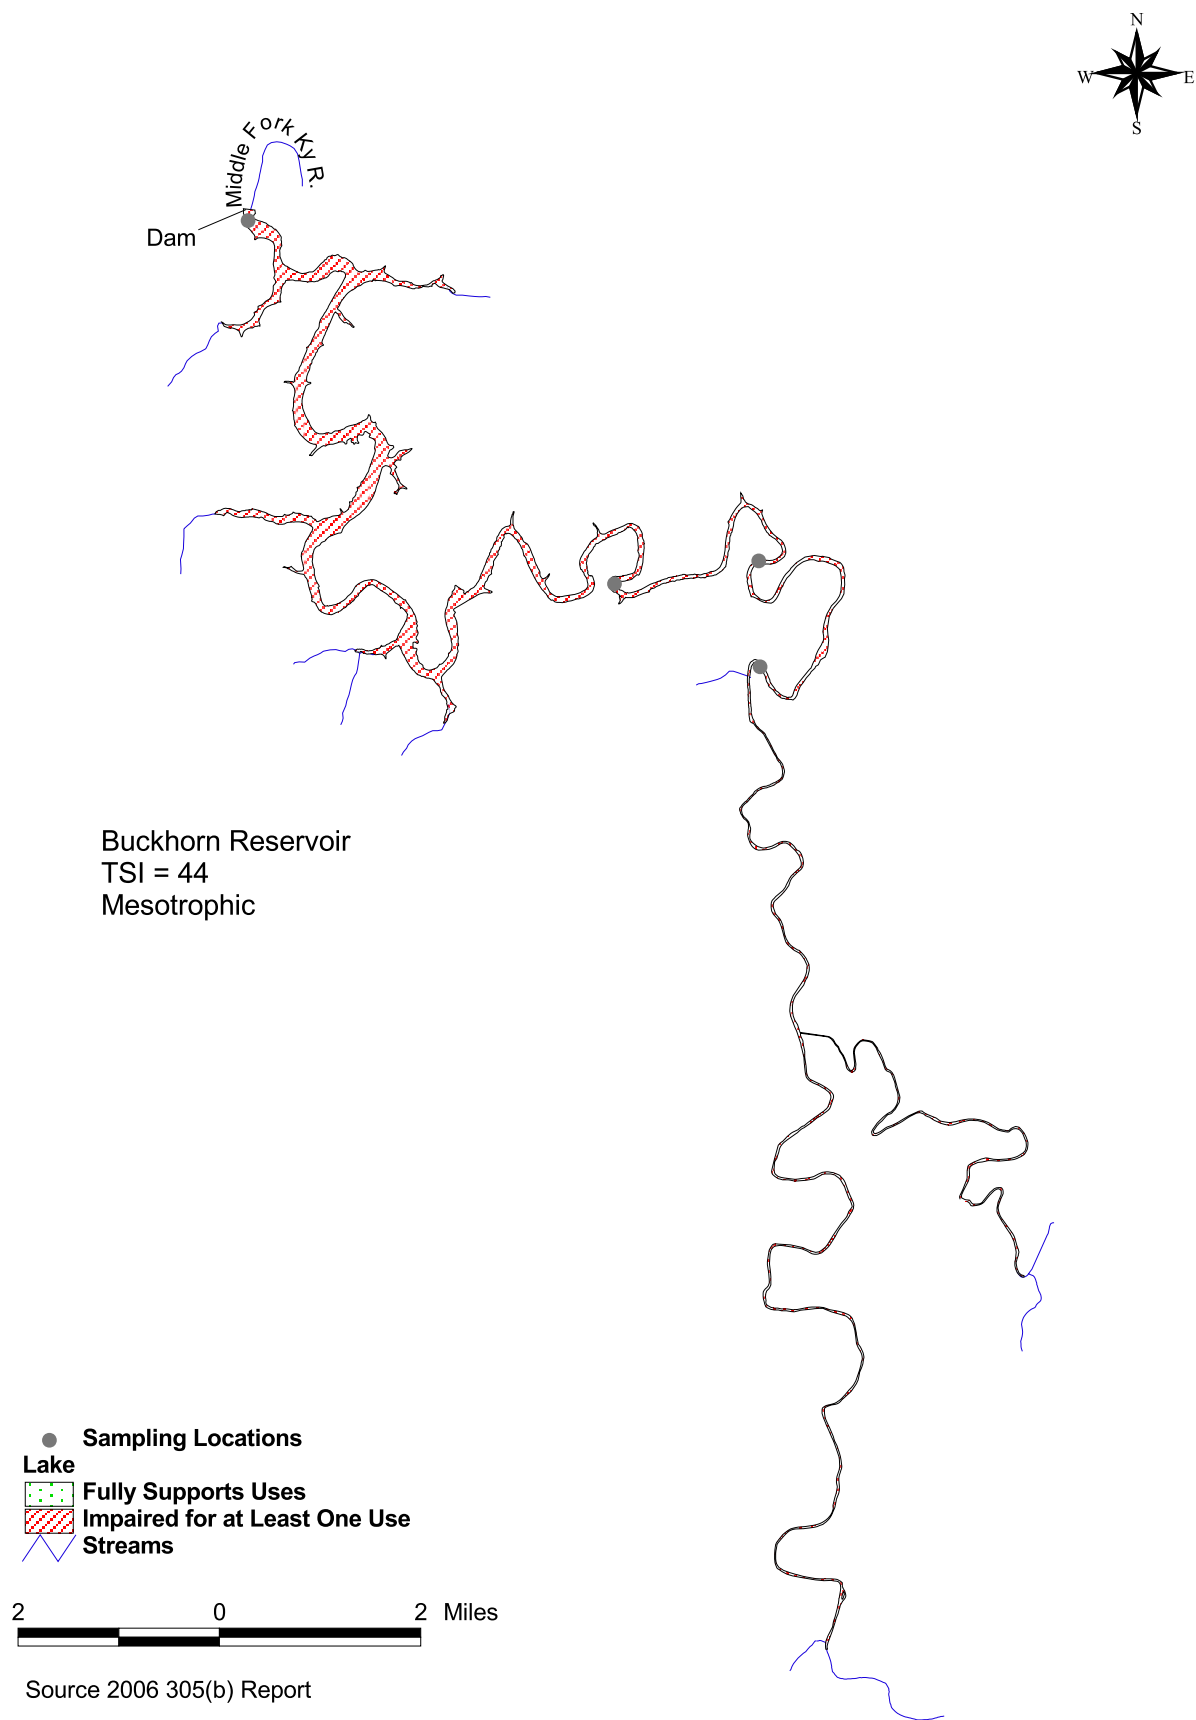 N
W E
S
Middle Fork Ky R.
Dam
Buckhorn Reservoir
TSI = 44
Mesotrophic
Sampling Locations
Lake
Fully Supports Uses
Impaired for at Least One Use
Streams
2 0 2 Miles
Source 2006 305(b) Report